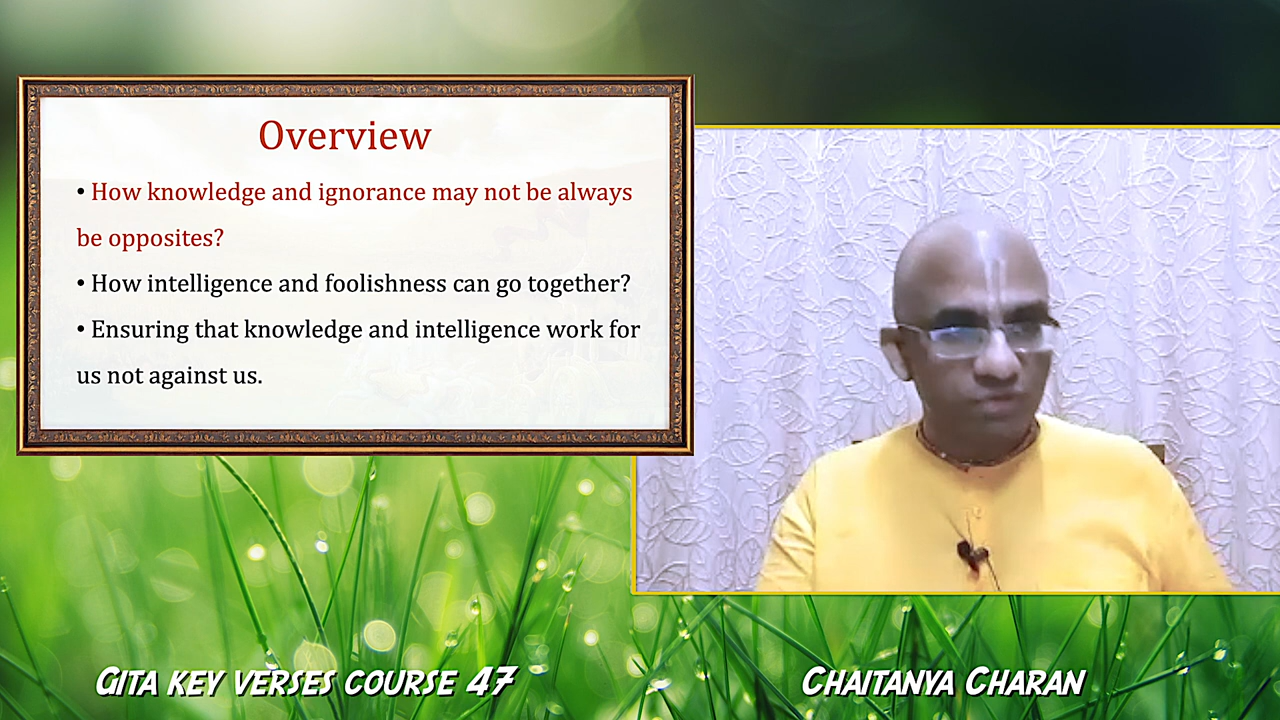 Overview
• How knowledge and ignorance may not be always
be opposites?
• How intelligence and foolishness can go together?
• Ensuring that knowledge and intelligence work for
us not against us.
GITA KEY VERSES COURSE 47
CHAITANYA CHARAN